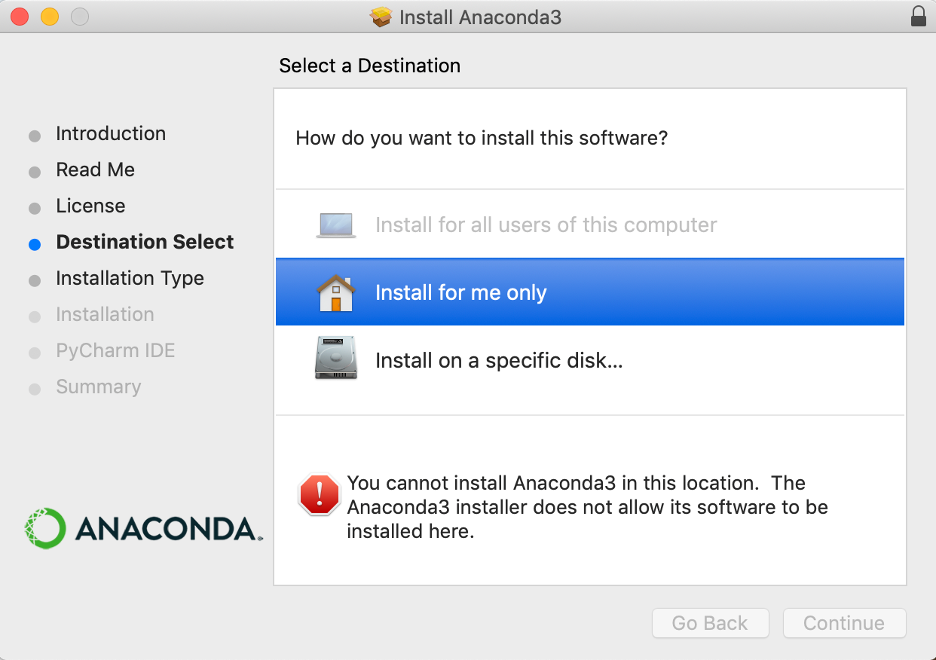 Install Anaconda3
Select a Destination
Introduction
Read Me
License
Destination Select
Installation Type
Installation
PyCharm IDE
Summary
ANACONDA.
How do you want to install this software?
Install for all users of this computer
Install for me only
Install on a specific disk...
You cannot install Anaconda3 in this location.  The
Anaconda3 installer does not allow its software to be
installed here.
Go Back
Continue